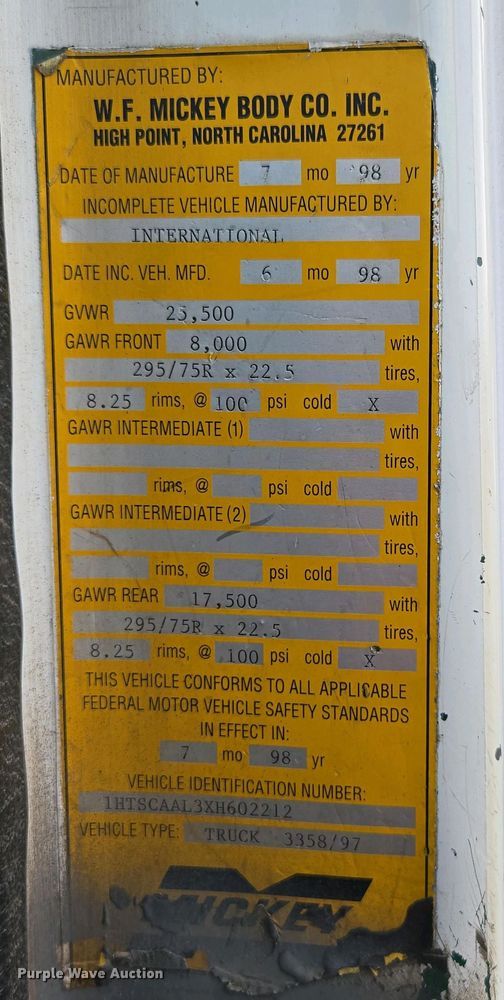 MANUFACTURED BY:
W.F. MICKEY BODY CO. INC.
HIGH POINT, NORTH CAROLINA 27261
DATE OF MANUFACTURE 7 mo 98 yr
INCOMPLETE VEHICLE MANUFACTURED BY:
INTERNATIONAL
DATE INC. VEH. MFD. 6 mo 98 yr
GVWR 25,500
GAWR FRONT 8,000 with
295/75R x 22.5 tires,
8.25 rims, @ 100 psi cold X
GAWR INTERMEDIATE (1) with
tires,
rims, @ psi cold
GAWR INTERMEDIATE (2) with
tires,
rims, @ psi cold
GAWR REAR 17,500 with
295/75R x 22.5 tires,
8.25 rims, @ 100 psi cold X
THIS VEHICLE CONFORMS TO ALL APPLICABLE
FEDERAL MOTOR VEHICLE SAFETY STANDARDS
IN EFFECT IN:
7 mo 98 yr
VEHICLE IDENTIFICATION NUMBER:
1HTSCAAL3XH602212
VEHICLE TYPE: TRUCK 3358/97
MICKEY
Purple Wave Auction